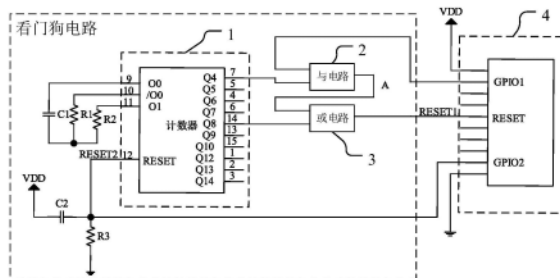 看门狗电路
1
4
VDD
2
9 O0 Q4 7
10 /O0 Q5 5
11 O1 Q6 4
Q7 6
计数器 Q8 14
Q9 13
Q10 15
12 RESET Q12 1
Q13 2
Q14 3
C1
R1
R2
RESET2
与电路
A
或电路
3
RESET1
GPIO1
RESET
GPIO2
VDD
C2
R3